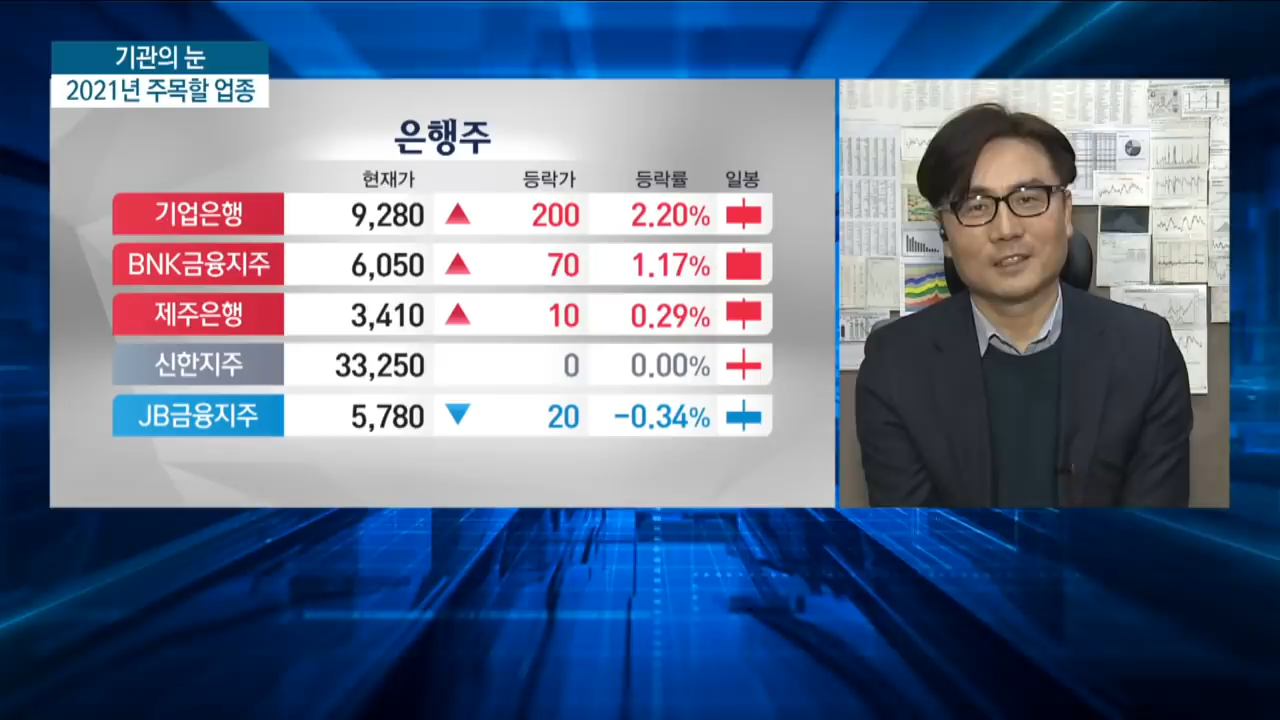 기관의 눈
2021년 주목할 업종
은행주
현재가 등락가 등락률 일봉
기업은행 9,280 ▲ 200 2.20%
BNK금융지주 6,050 ▲ 70 1.17%
제주은행 3,410 ▲ 10 0.29%
신한지주 33,250 0 0.00%
JB금융지주 5,780 ▼ 20 -0.34%